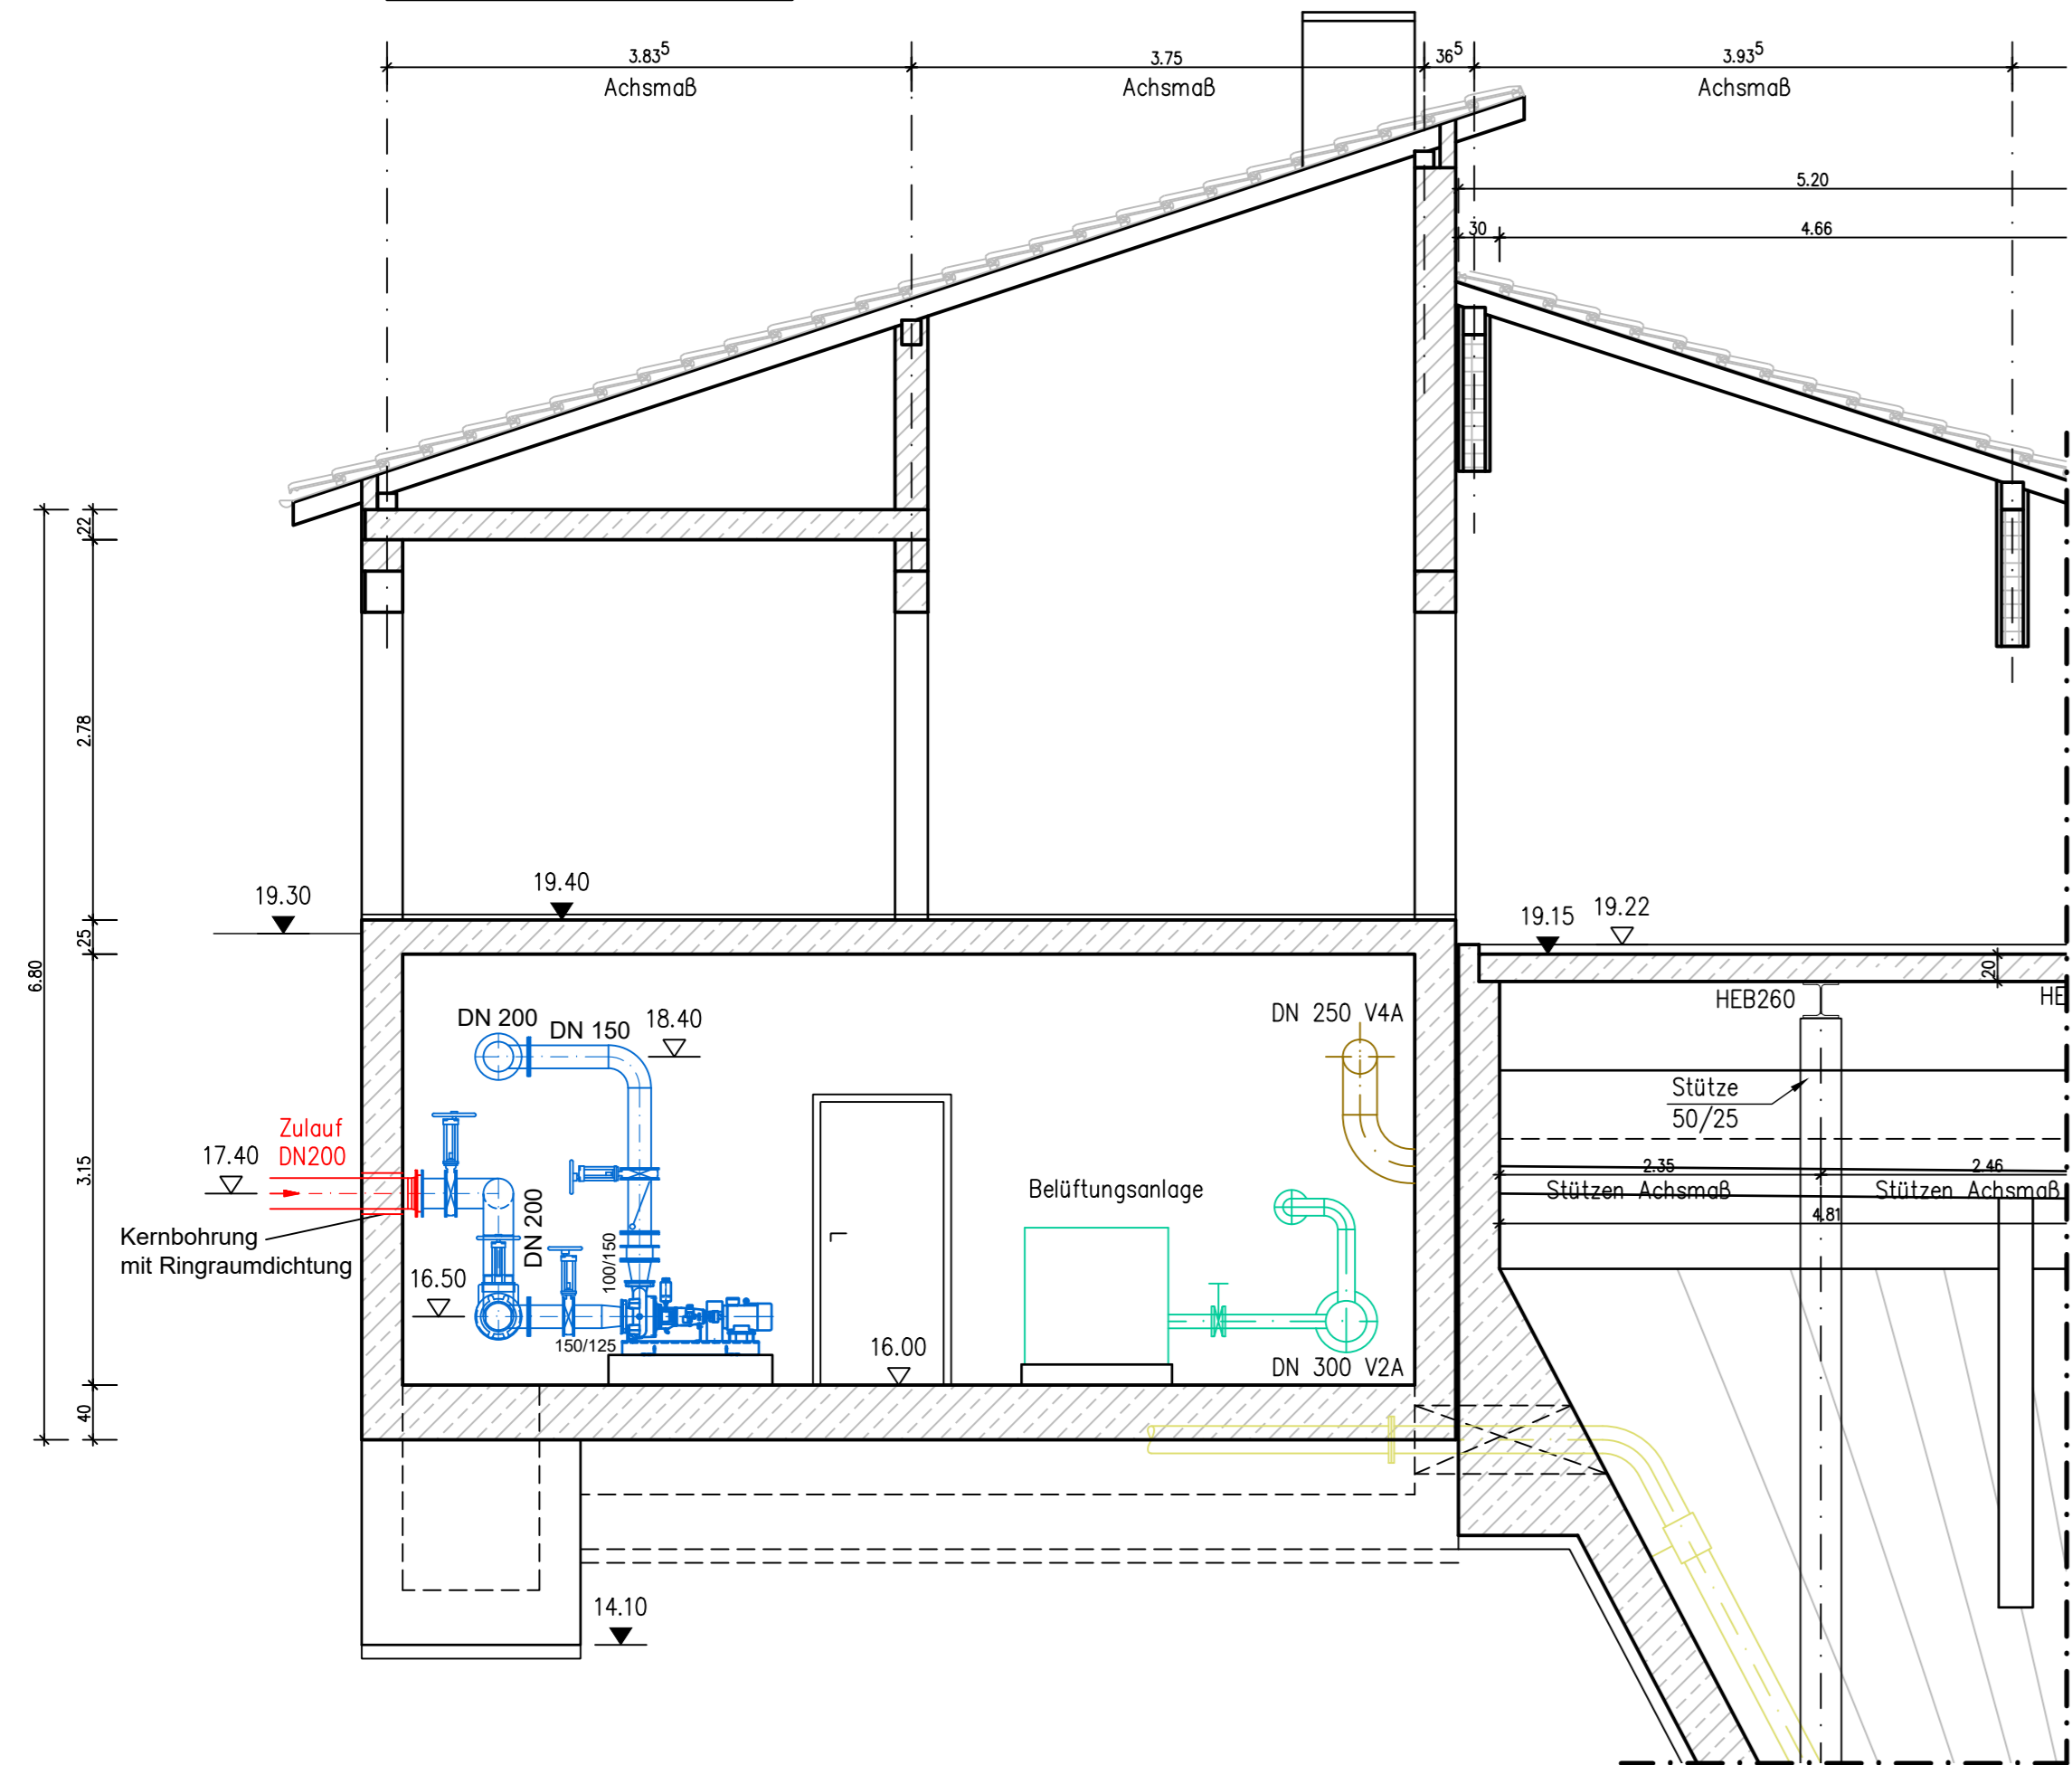 3.83⁵
3.75
36⁵
3.93⁵
Achsmaß
Achsmaß
Achsmaß
5.20
30
4.66
22
2.78
19.40
19.30
19.15
19.22
25
6.80
20
HEB260
HE
DN 200
DN 150
18.40
DN 250 V4A
Stütze
50/25
Zulauf
DN200
17.40
3.15
2.35
2.46
Belüftungsanlage
Stützen Achsmaß
Stützen Achsmaß
4.81
DN 200
Kernbohrung
mit Ringraumdichtung
100/150
16.50
150/125
16.00
DN 300 V2A
40
14.10